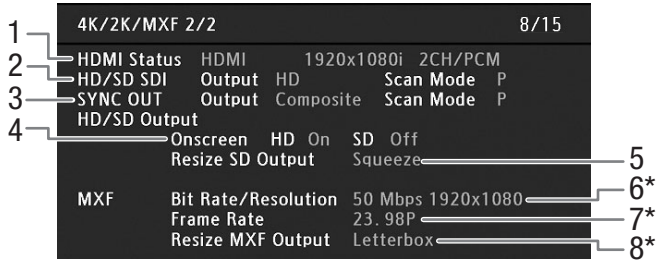 4K/2K/MXF 2/2 8/15
1 HDMI Status HDMI 1920x1080i 2CH/PCM
2 HD/SD SDI Output HD Scan Mode P
3 SYNC OUT Output Composite Scan Mode P
HD/SD Output
4 Onscreen HD On SD Off
Resize SD Output Squeeze 5
MXF Bit Rate/Resolution 50 Mbps 1920x1080 6*
Frame Rate 23.98P 7*
Resize MXF Output Letterbox 8*